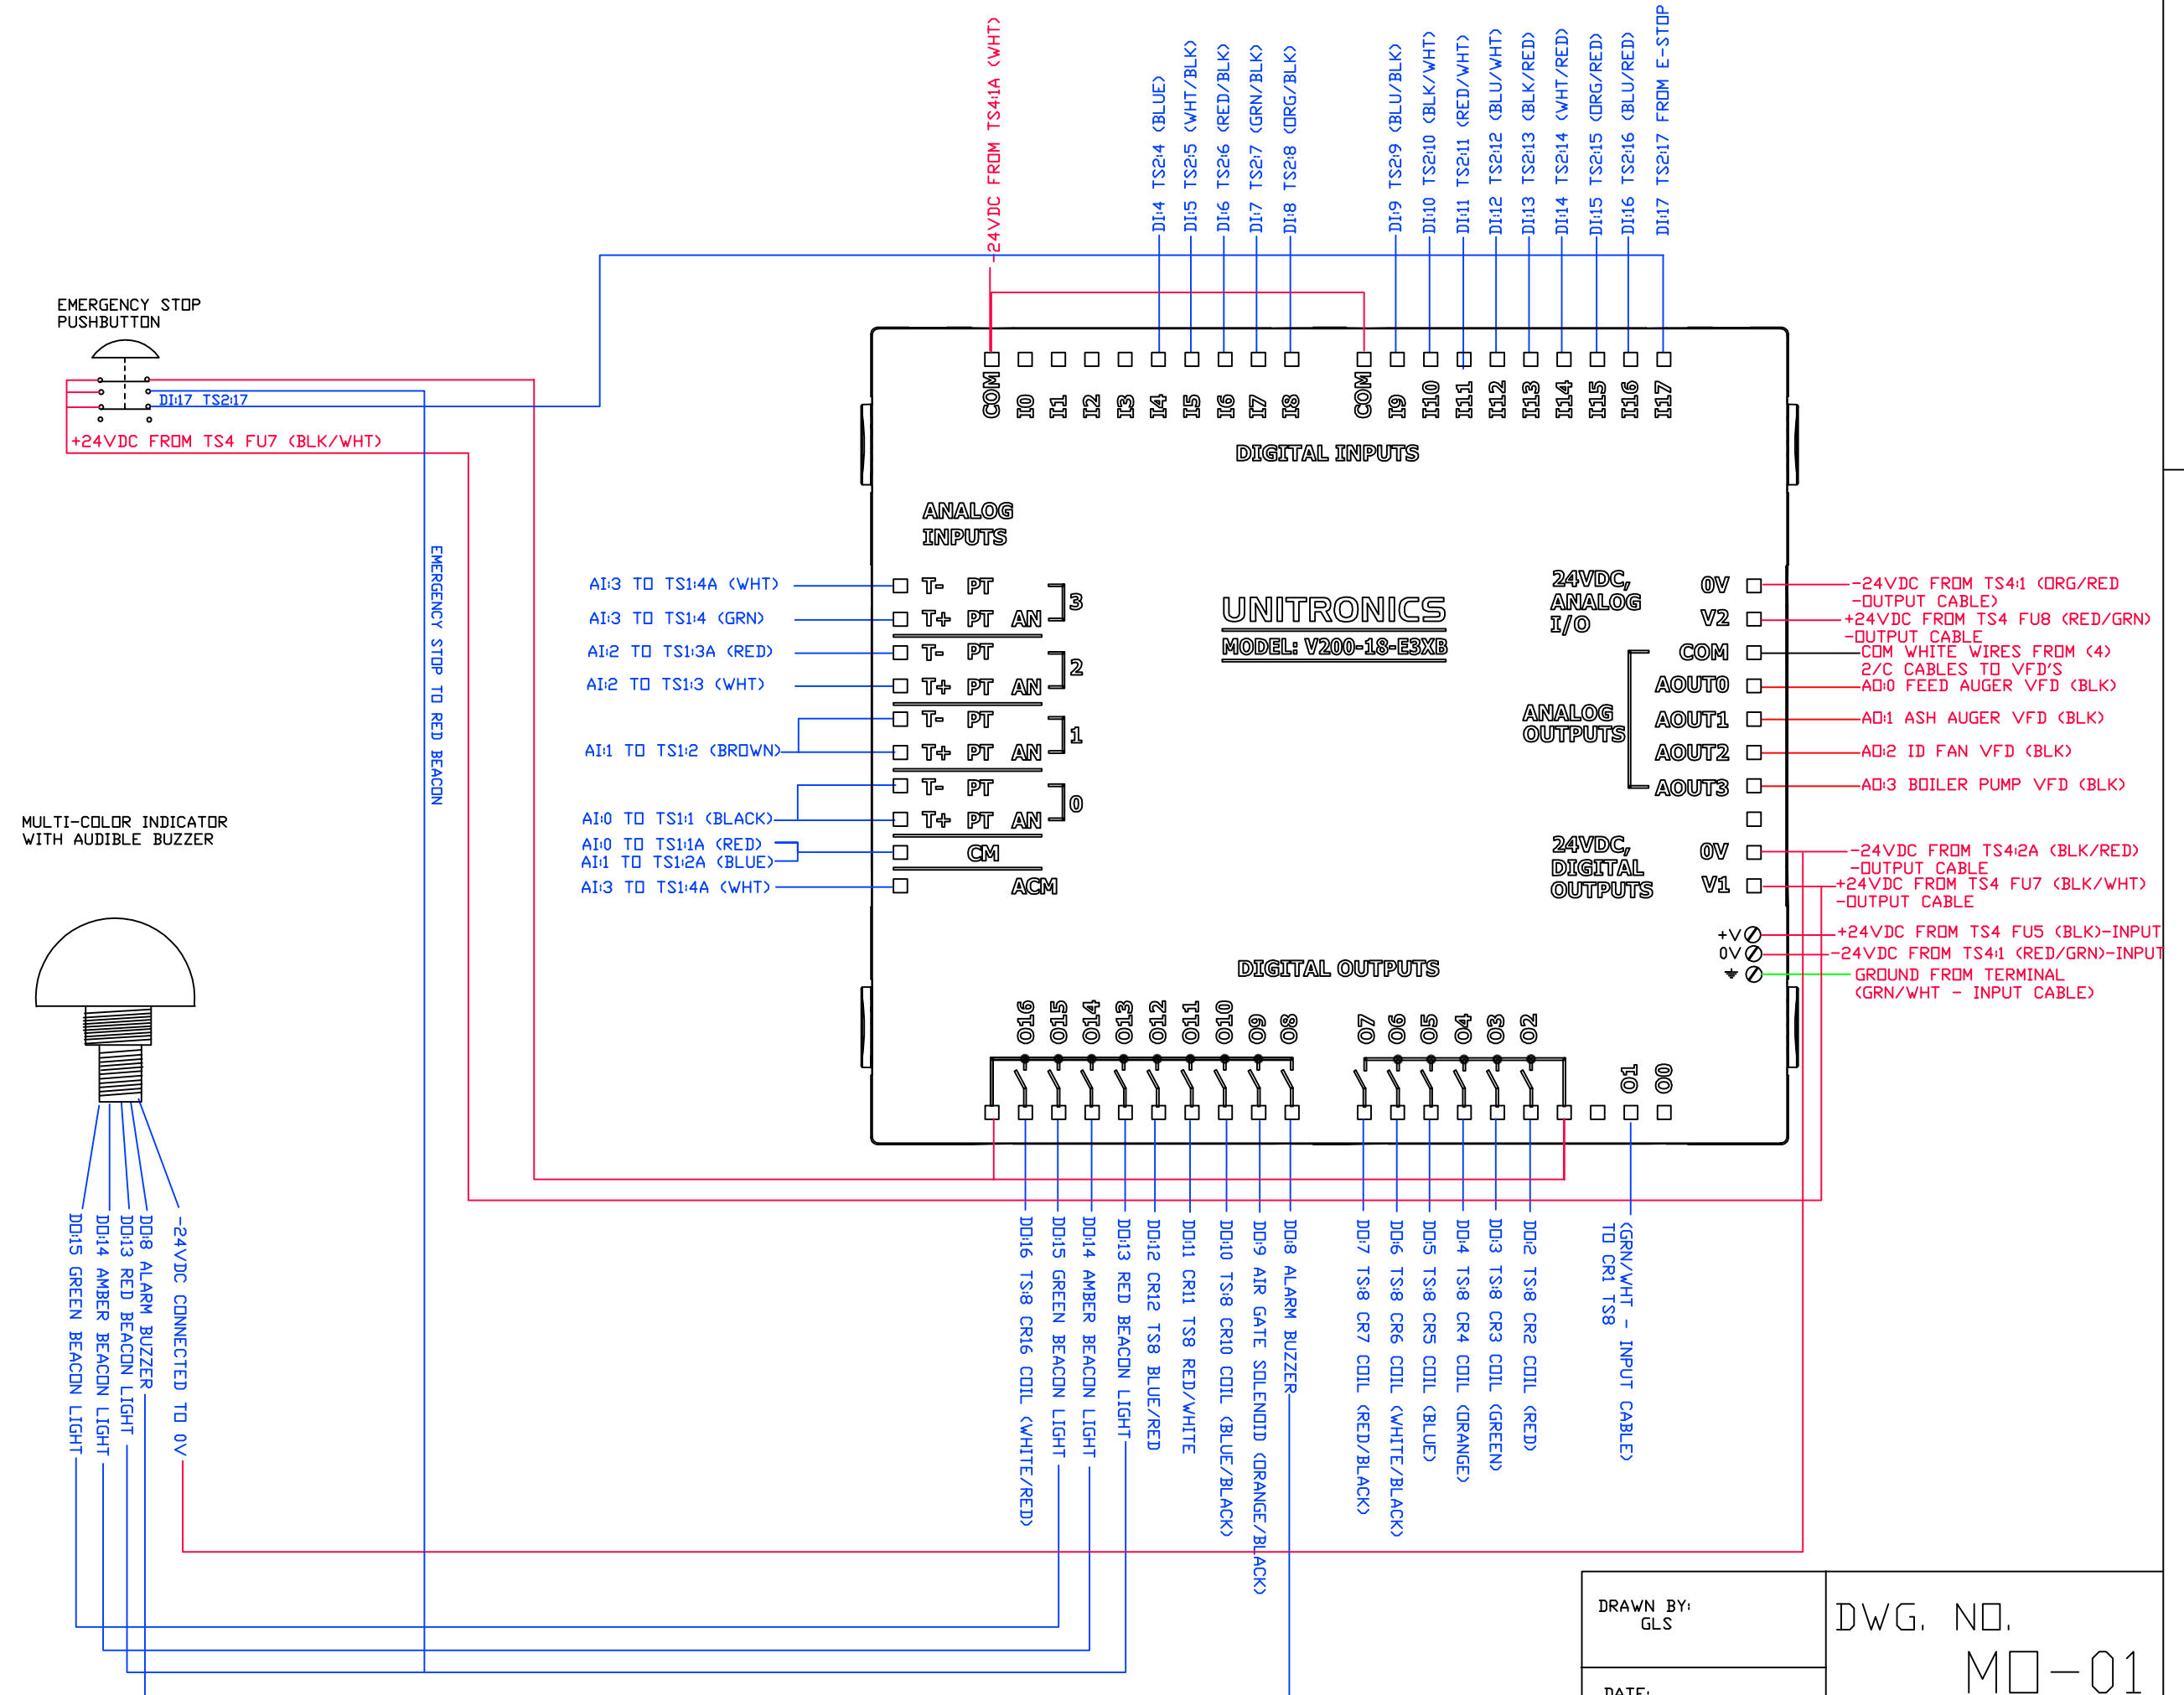 -24VDC FROM TS4:1A (WHT)
DI:4 TS2:4 (BLUE)
DI:5 TS2:5 (WHT/BLK)
DI:6 TS2:6 (RED/BLK)
DI:7 TS2:7 (GRN/BLK)
DI:8 TS2:8 (ORG/BLK)
DI:9 TS2:9 (BLU/BLK)
DI:10 TS2:10 (BLK/WHT)
DI:11 TS2:11 (RED/WHT)
DI:12 TS2:12 (BLU/WHT)
DI:13 TS2:13 (BLK/RED)
DI:14 TS2:14 (WHT/RED)
DI:15 TS2:15 (ORG/RED)
DI:16 TS2:16 (BLU/RED)
DI:17 TS2:17 FROM E-STOP
EMERGENCY STOP
PUSHBUTTON
DI:17 TS2:17
+24VDC FROM TS4 FU7 (BLK/WHT)
EMERGENCY STOP TO RED BEACON
COM
I0
I1
I2
I3
I4
I5
I6
I7
I8
COM
I9
I10
I11
I12
I13
I14
I15
I16
I17
DIGITAL INPUTS
ANALOG
INPUTS
AI:3 TO TS1:4A (WHT)
T- PT
3
AI:3 TO TS1:4 (GRN)
T+ PT AN
AI:2 TO TS1:3A (RED)
T- PT
2
AI:2 TO TS1:3 (WHT)
T+ PT AN
T- PT
1
AI:1 TO TS1:2 (BROWN)
T+ PT AN
T- PT
0
AI:0 TO TS1:1 (BLACK)
T+ PT AN
AI:0 TO TS1:1A (RED)
AI:1 TO TS1:2A (BLUE)
CM
AI:3 TO TS1:4A (WHT)
ACM
UNITRONICS
MODEL: V200-18-E3XB
24VDC,
ANALOG
I/O
0V
V2
COM
AOUT0
AOUT1
AOUT2
AOUT3
ANALOG
OUTPUTS
24VDC,
DIGITAL
OUTPUTS
0V
V1
+V
0V
-24VDC FROM TS4:1 (ORG/RED
-OUTPUT CABLE)
+24VDC FROM TS4 FU8 (RED/GRN)
-OUTPUT CABLE
COM WHITE WIRES FROM (4)
2/C CABLES TO VFD'S
AO:0 FEED AUGER VFD (BLK)
AO:1 ASH AUGER VFD (BLK)
AO:2 ID FAN VFD (BLK)
AO:3 BOILER PUMP VFD (BLK)
-24VDC FROM TS4:2A (BLK/RED)
-OUTPUT CABLE
+24VDC FROM TS4 FU7 (BLK/WHT)
-OUTPUT CABLE
+24VDC FROM TS4 FU5 (BLK)-INPUT
-24VDC FROM TS4:1 (RED/GRN)-INPUT
GROUND FROM TERMINAL
(GRN/WHT - INPUT CABLE)
DIGITAL OUTPUTS
O16
O15
O14
O13
O12
O11
O10
O9
O8
O7
O6
O5
O4
O3
O2
O1
O0
MULTI-COLOR INDICATOR
WITH AUDIBLE BUZZER
DO:15 GREEN BEACON LIGHT
DO:14 AMBER BEACON LIGHT
DO:13 RED BEACON LIGHT
DO:8 ALARM BUZZER
-24VDC CONNECTED TO 0V
DO:16 TS:8 CR16 COIL (WHITE/RED)
DO:15 GREEN BEACON LIGHT
DO:14 AMBER BEACON LIGHT
DO:13 RED BEACON LIGHT
DO:12 CR12 TS8 BLUE/RED
DO:11 CR11 TS8 RED/WHITE
DO:10 TS:8 CR10 COIL (BLUE/BLACK)
DO:9 AIR GATE SOLENOID (ORANGE/BLACK)
DO:8 ALARM BUZZER
DO:7 TS:8 CR7 COIL (RED/BLACK)
DO:6 TS:8 CR6 COIL (WHITE/BLACK)
DO:5 TS:8 CR5 COIL (BLUE)
DO:4 TS:8 CR4 COIL (ORANGE)
DO:3 TS:8 CR3 COIL (GREEN)
DO:2 TS:8 CR2 COIL (RED)
(GRN/WHT - INPUT CABLE)
TO CR1 TS8
DRAWN BY:
GLS
DATE:
DWG. NO.
MO-01